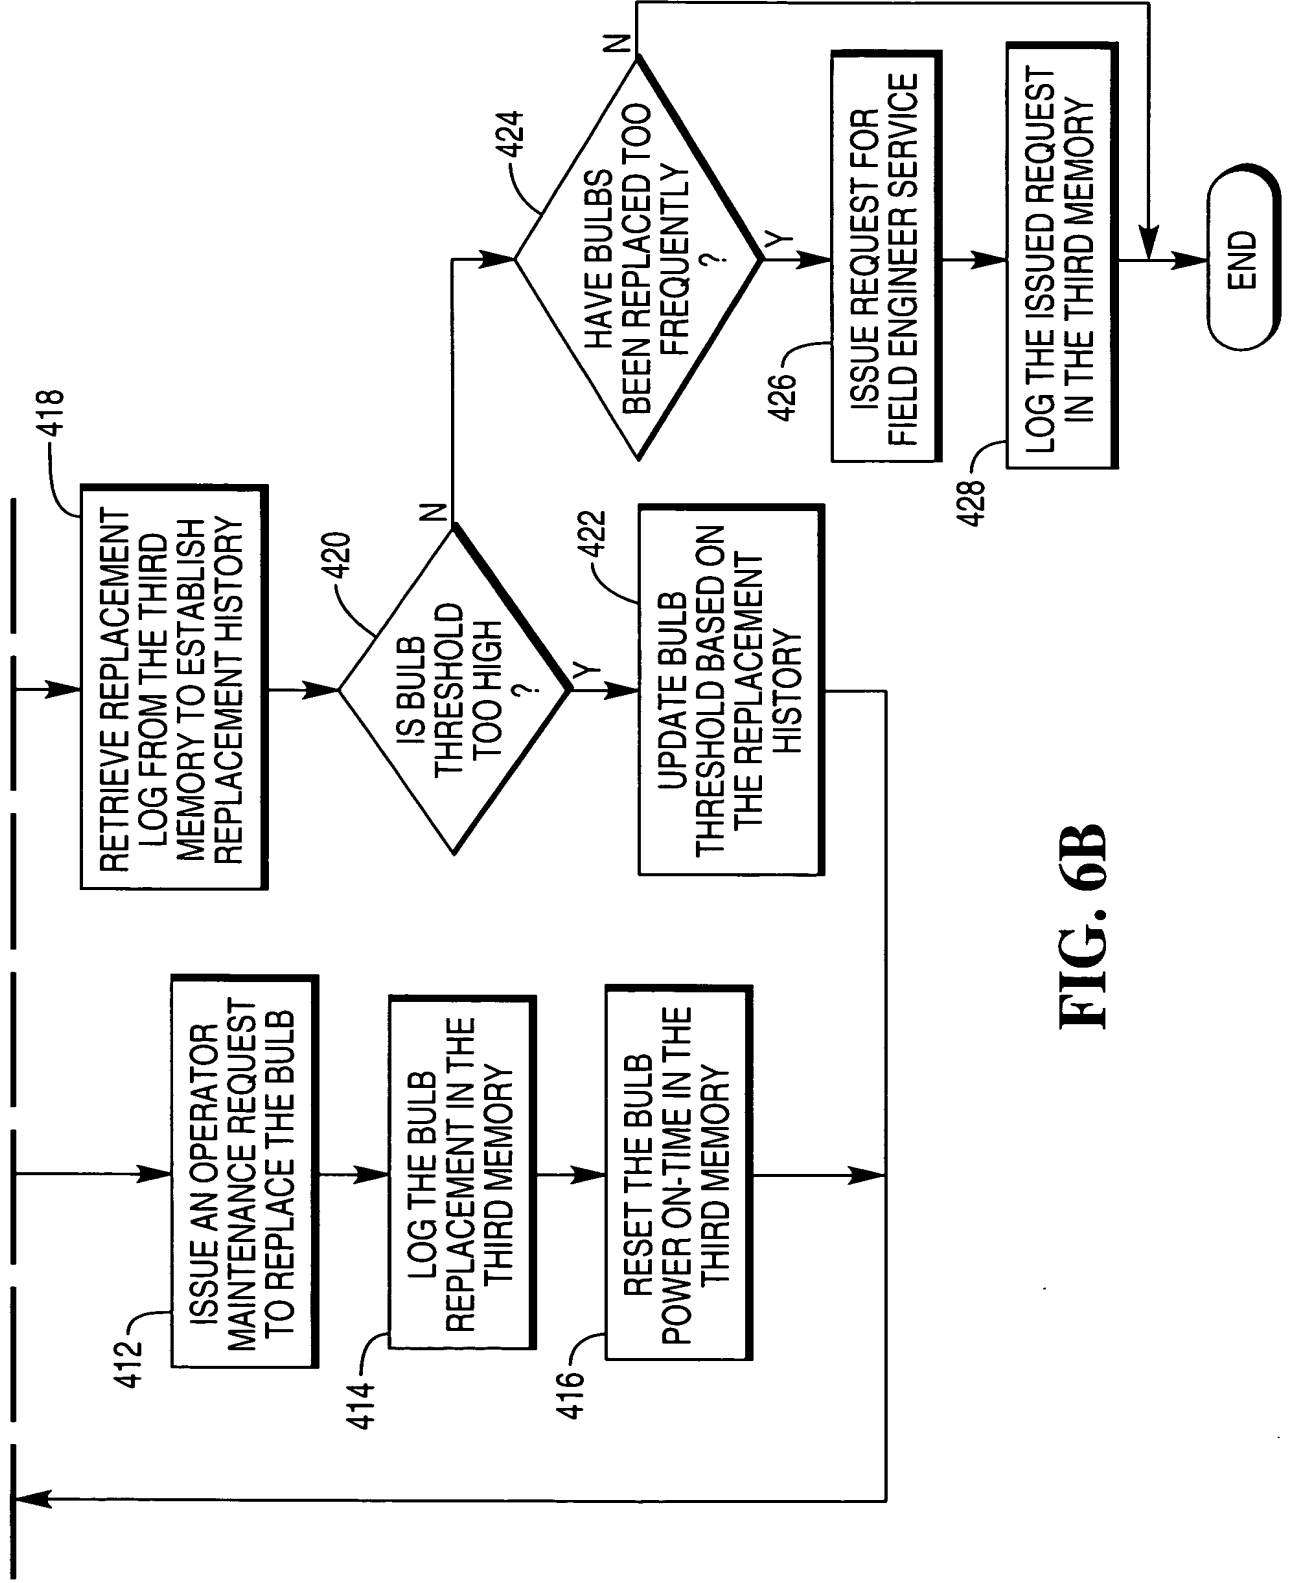 412
ISSUE AN OPERATOR
MAINTENANCE REQUEST
TO REPLACE THE BULB
414
LOG THE BULB
REPLACEMENT IN THE
THIRD MEMORY
416
RESET THE BULB
POWER ON-TIME IN THE
THIRD MEMORY
418
RETRIEVE REPLACEMENT
LOG FROM THE THIRD
MEMORY TO ESTABLISH
REPLACEMENT HISTORY
420
IS BULB
THRESHOLD
TOO HIGH
?
N
Y
422
UPDATE BULB
THRESHOLD BASED ON
THE REPLACEMENT
HISTORY
424
HAVE BULBS
BEEN REPLACED TOO
FREQUENTLY
?
N
Y
426
ISSUE REQUEST FOR
FIELD ENGINEER SERVICE
428
LOG THE ISSUED REQUEST
IN THE THIRD MEMORY
END
FIG. 6B